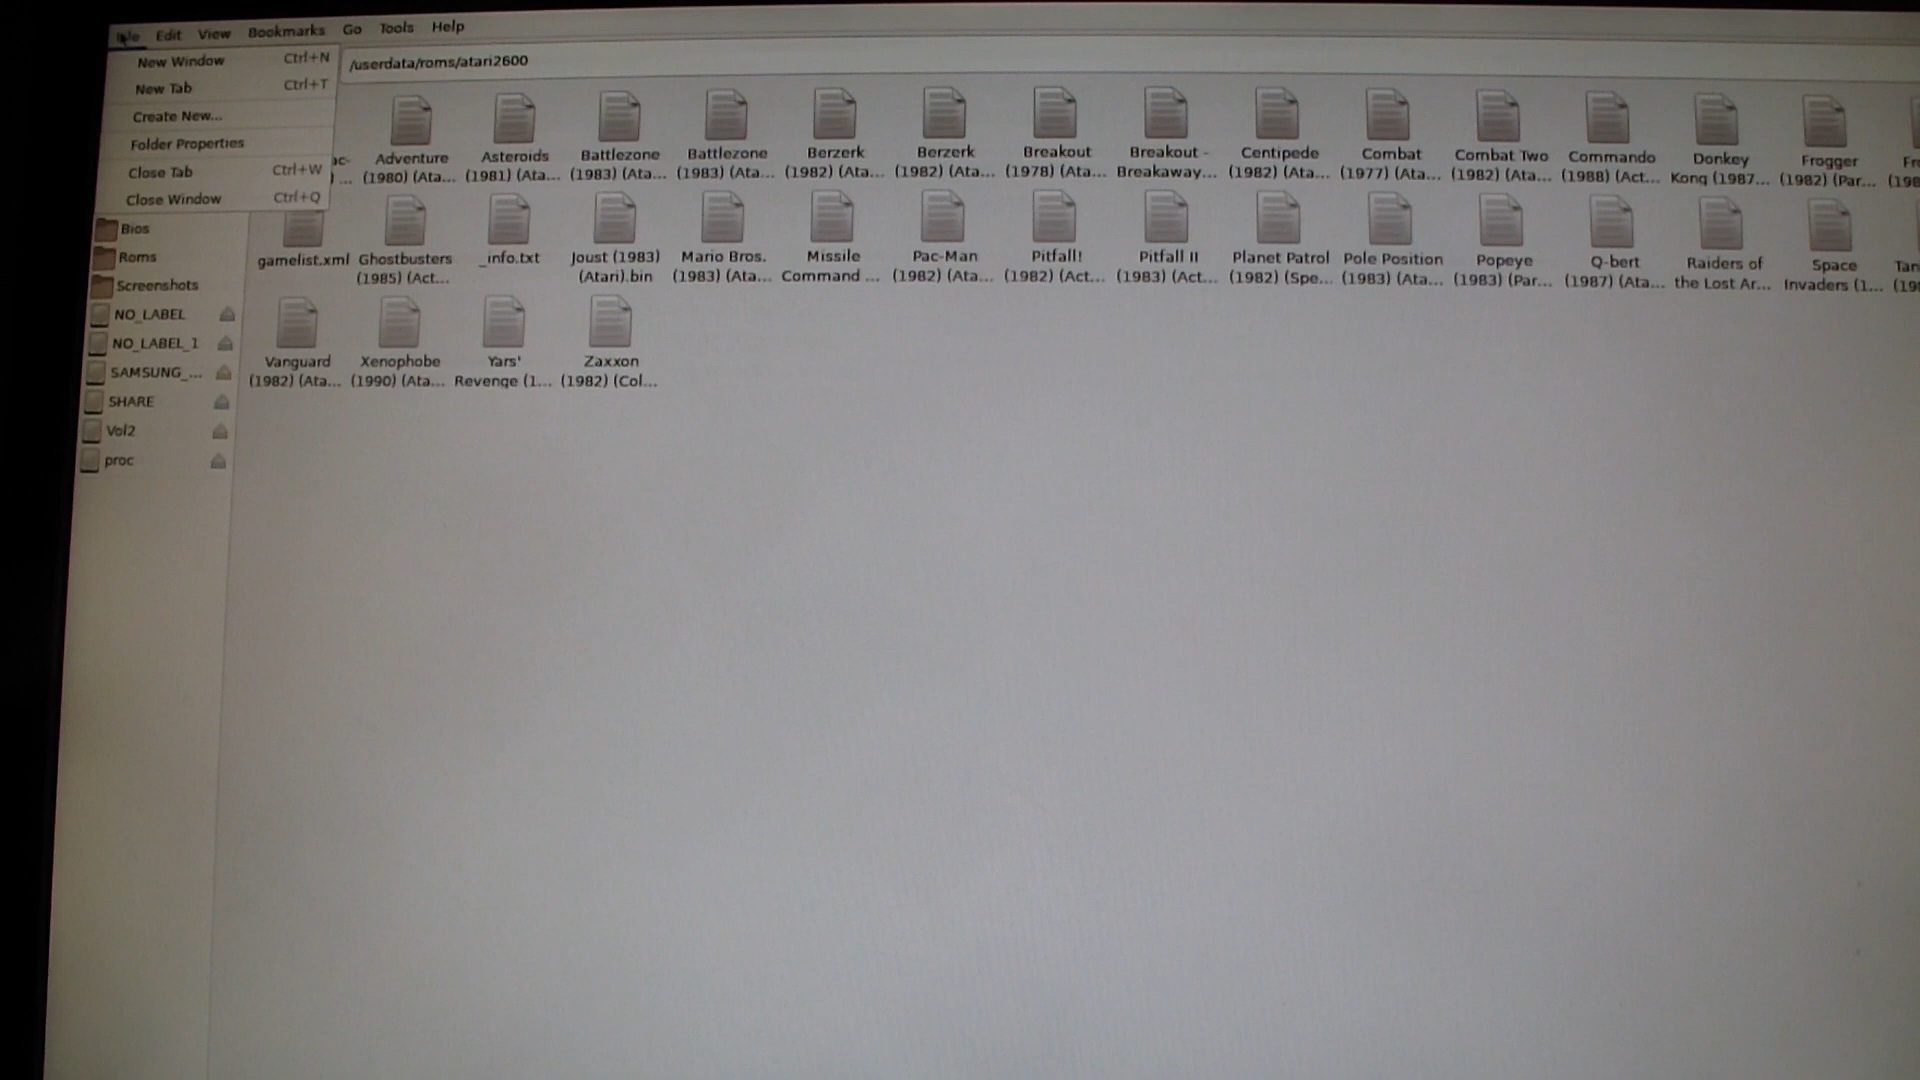 File Edit View Bookmarks Go Tools Help
New Window Ctrl+N
New Tab Ctrl+T
Create New...
Folder Properties
Close Tab Ctrl+W
Close Window Ctrl+Q
/userdata/roms/atari2600
Bios
Roms
Screenshots
NO_LABEL
NO_LABEL_1
SAMSUNG_...
SHARE
Vol2
proc
Adventure
(1980) (Ata...
Asteroids
(1981) (Ata...
Battlezone
(1983) (Ata...
Battlezone
(1983) (Ata...
Berzerk
(1982) (Ata...
Berzerk
(1982) (Ata...
Breakout
(1978) (Ata...
Breakout -
Breakaway...
Centipede
(1982) (Ata...
Combat
(1977) (Ata...
Combat Two
(1982) (Ata...
Commando
(1988) (Act...
Donkey
Kong (1987...
Frogger
(1982) (Par...
gamelist.xml
Ghostbusters
(1985) (Act...
_info.txt
Joust (1983)
(Atari).bin
Mario Bros.
(1983) (Ata...
Missile
Command ...
Pac-Man
(1982) (Ata...
Pitfall!
(1982) (Act...
Pitfall II
(1983) (Act...
Planet Patrol
(1982) (Spe...
Pole Position
(1983) (Ata...
Popeye
(1983) (Par...
Q-bert
(1987) (Ata...
Raiders of
the Lost Ar...
Space
Invaders (1...
Vanguard
(1982) (Ata...
Xenophobe
(1990) (Ata...
Yars'
Revenge (1...
Zaxxon
(1982) (Col...